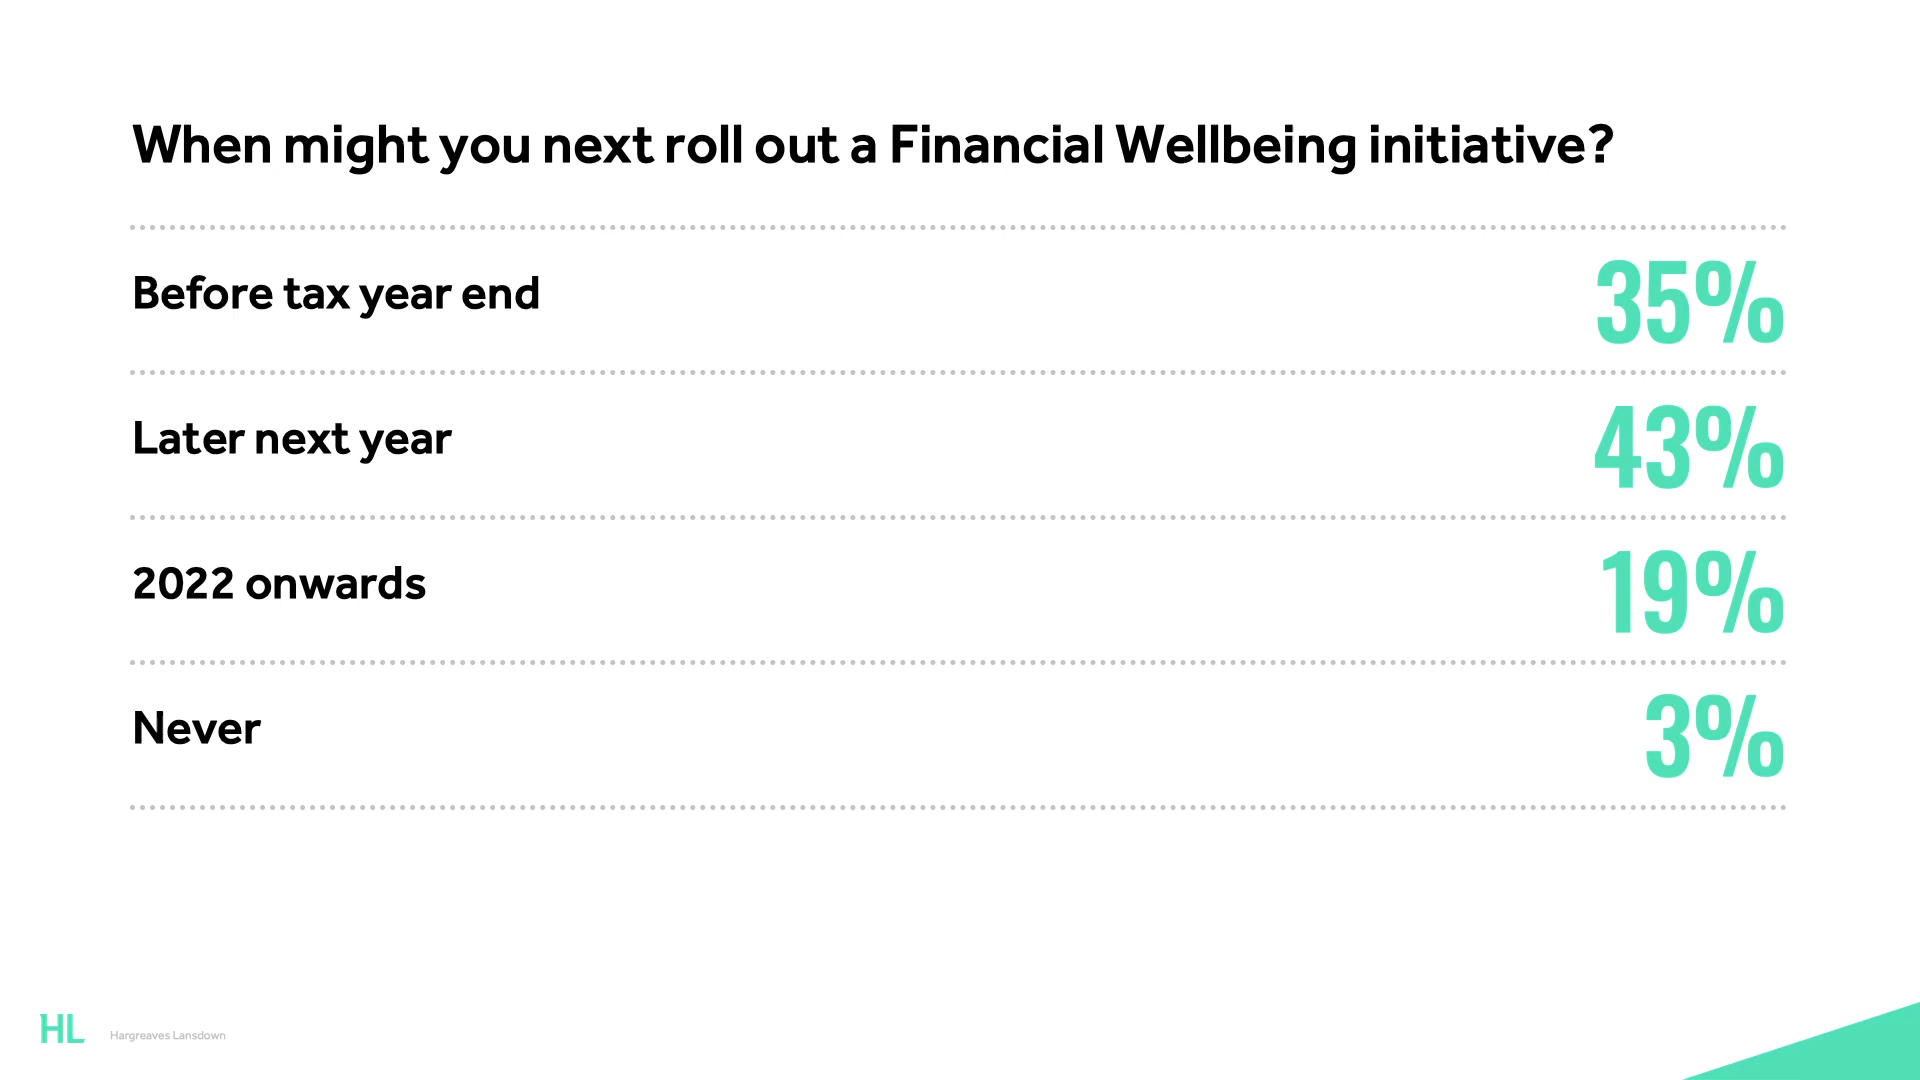 When might you next roll out a Financial Wellbeing initiative?
Before tax year end 35%
Later next year 43%
2022 onwards 19%
Never 3%
HL Hargreaves Lansdown